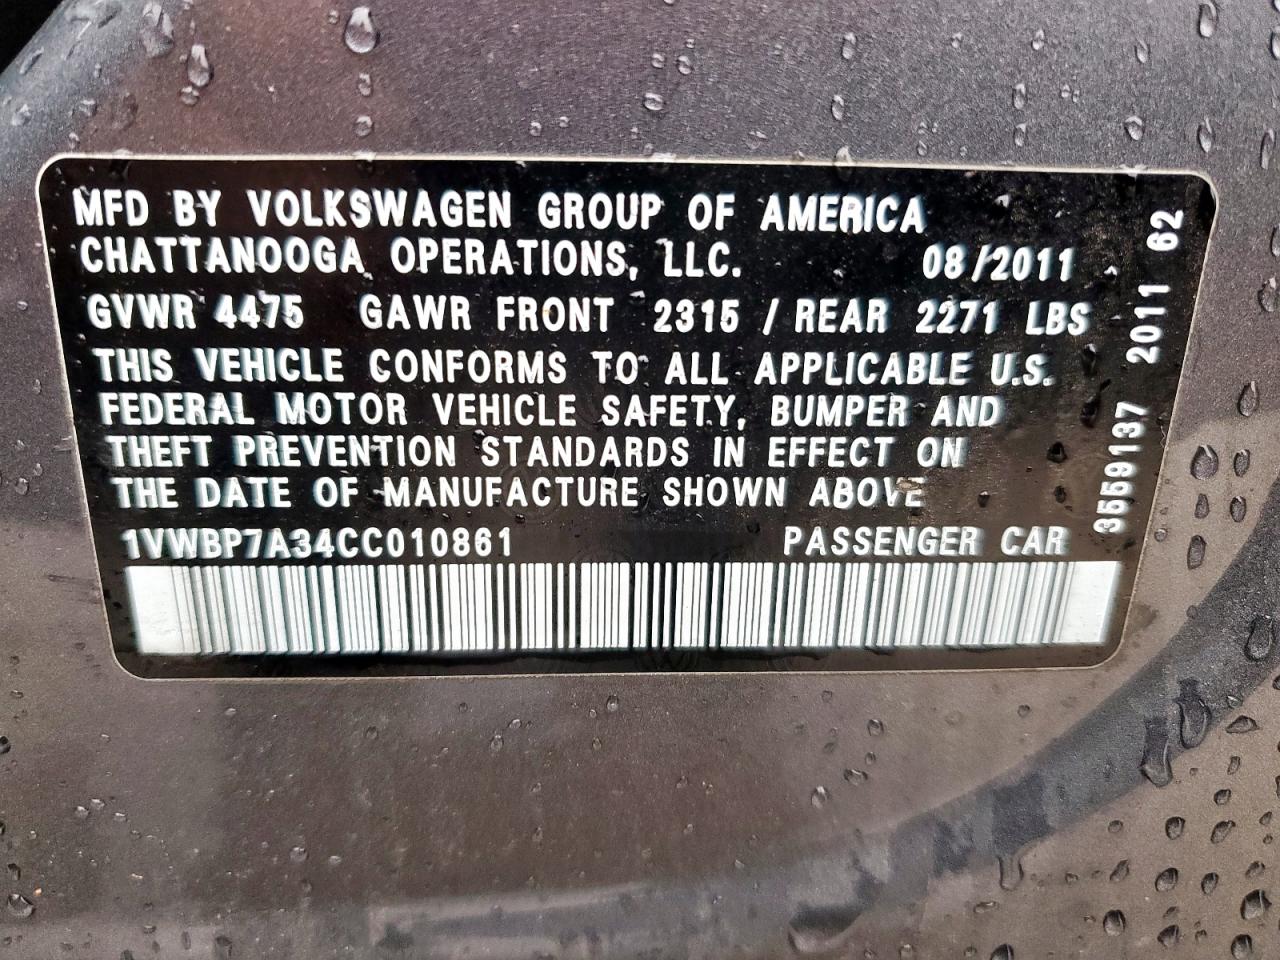 MFD BY VOLKSWAGEN GROUP OF AMERICA
CHATTANOOGA OPERATIONS, LLC. 08/2011
GVWR 4475 GAWR FRONT 2315 / REAR 2271 LBS
THIS VEHICLE CONFORMS TO ALL APPLICABLE U.S.
FEDERAL MOTOR VEHICLE SAFETY, BUMPER AND
THEFT PREVENTION STANDARDS IN EFFECT ON
THE DATE OF MANUFACTURE SHOWN ABOVE
1VWBP7A34CC010861 PASSENGER CAR
3559137 2011 62